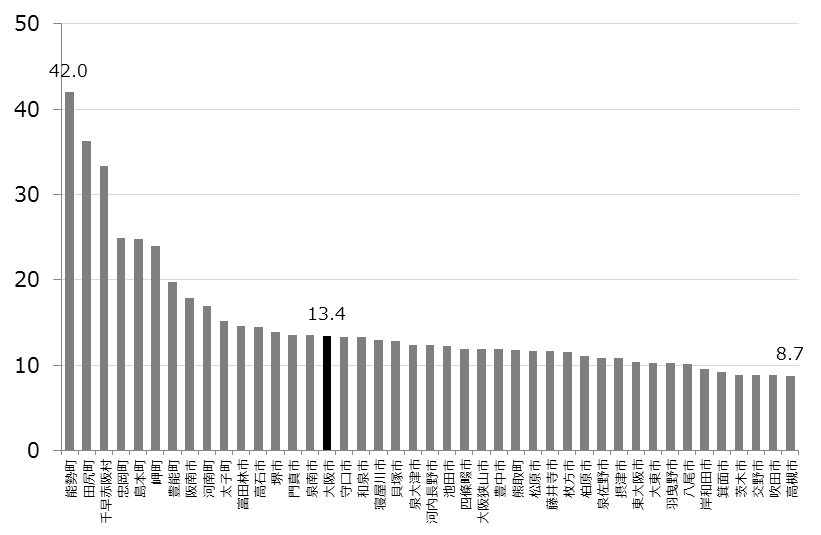 50
40
30
20
10
0
42.0
13.4
8.7
能勢町
田尻町
千早赤阪村
忠岡町
島本町
岬町
豊能町
阪南市
河南町
太子町
富田林市
高石市
堺市
門真市
泉南市
大阪市
守口市
和泉市
寝屋川市
貝塚市
泉大津市
河内長野市
池田市
四條畷市
大阪狭山市
豊中市
熊取町
松原市
藤井寺市
枚方市
柏原市
泉佐野市
摂津市
東大阪市
大東市
羽曳野市
八尾市
岸和田市
箕面市
茨木市
交野市
吹田市
高槻市